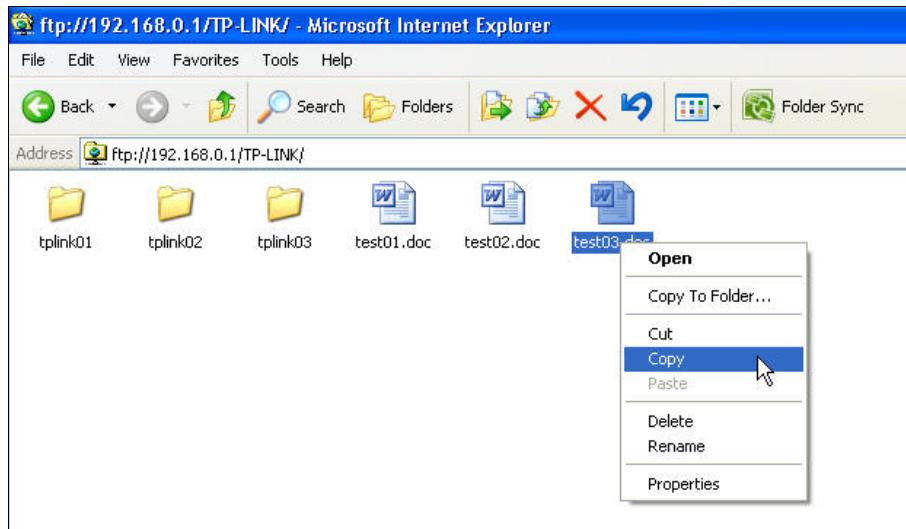 ftp://192.168.0.1/TP-LINK/ - Microsoft Internet Explorer
File Edit View Favorites Tools Help
Back Search Folders Folder Sync
Address ftp://192.168.0.1/TP-LINK/
tplink01 tplink02 tplink03 test01.doc test02.doc test03.doc
Open
Copy To Folder...
Cut
Copy
Paste
Delete
Rename
Properties